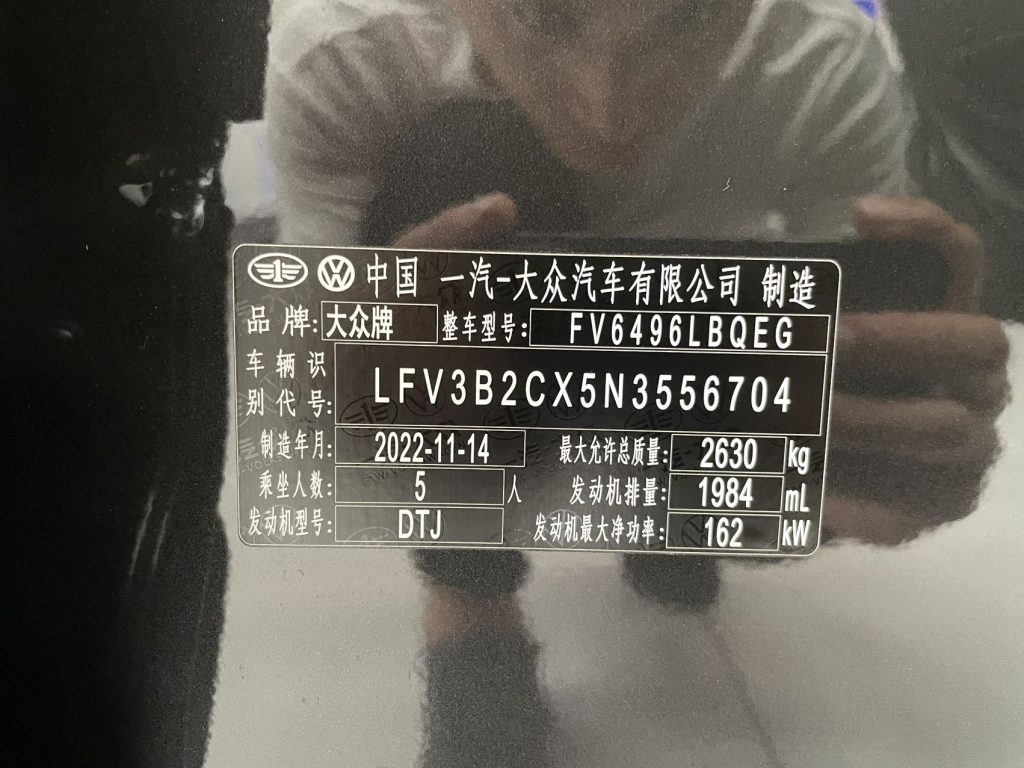 中国 一汽-大众汽车有限公司 制造
品牌:大众牌 整车型号:FV6496LBQEG
车辆识别代号:LFV3B2CX5N3556704
制造年月:2022-11-14 最大允许总质量:2630 kg
乘坐人数:5 人 发动机排量:1984 mL
发动机型号:DTJ 发动机最大净功率:162 kW